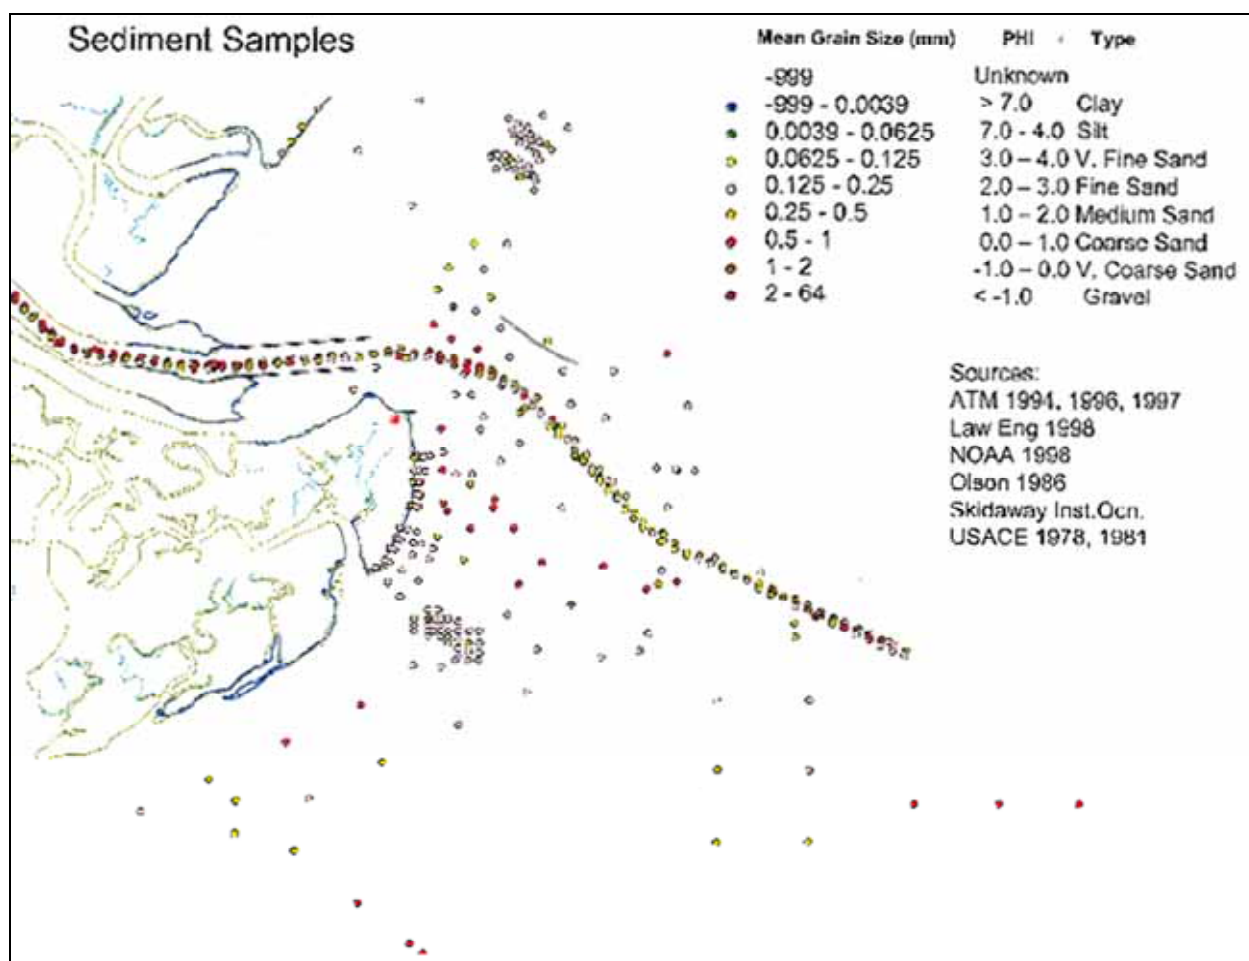 Sediment Samples
Mean Grain Size (mm) PHI Type
-999 Unknown
-999 - 0.0039 > 7.0 Clay
0.0039 - 0.0625 7.0 - 4.0 Silt
0.0625 - 0.125 3.0 – 4.0 V. Fine Sand
0.125 - 0.25 2.0 – 3.0 Fine Sand
0.25 - 0.5 1.0 – 2.0 Medium Sand
0.5 - 1 0.0 – 1.0 Coarse Sand
1 - 2 -1.0 – 0.0 V. Coarse Sand
2 - 64 < -1.0 Gravel
Sources:
ATM 1994, 1996, 1997
Law Eng 1998
NOAA 1998
Olson 1986
Skidaway Inst.Ocn.
USACE 1978, 1981